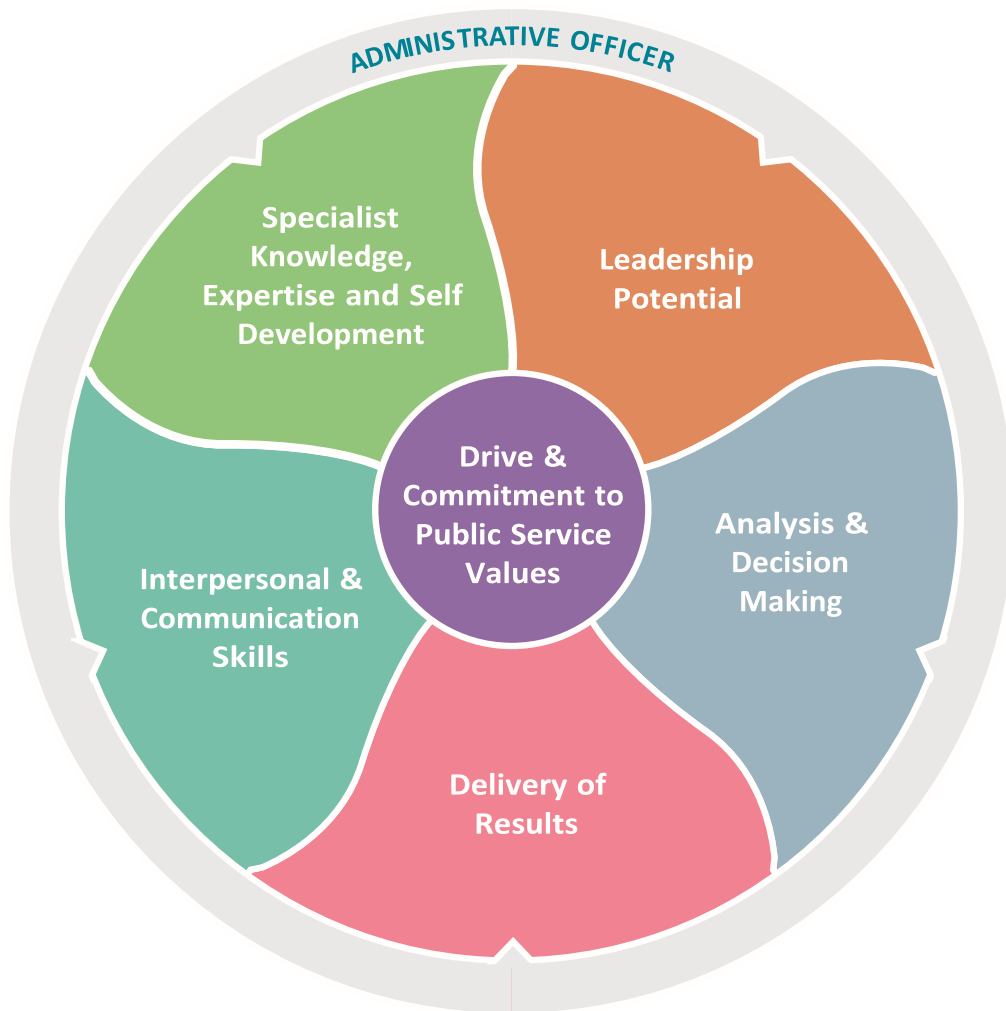 ADMINISTRATIVE OFFICER
Specialist
Knowledge,
Expertise and Self
Development
Leadership
Potential
Drive &
Commitment to
Public Service
Values
Analysis &
Decision
Making
Interpersonal &
Communication
Skills
Delivery of
Results